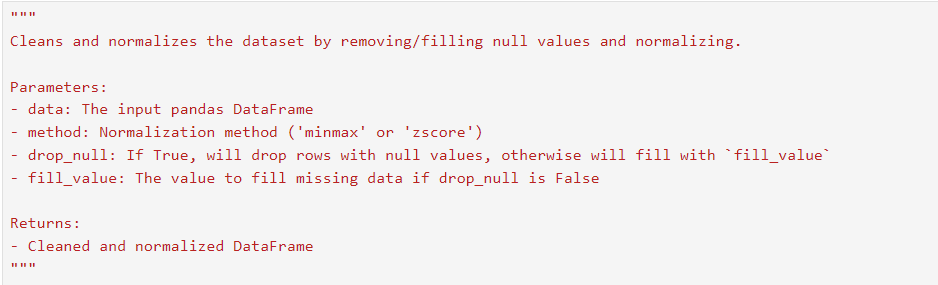 """
Cleans and normalizes the dataset by removing/filling null values and normalizing.
Parameters:
- data: The input pandas DataFrame
- method: Normalization method ('minmax' or 'zscore')
- drop_null: If True, will drop rows with null values, otherwise will fill with `fill_value`
- fill_value: The value to fill missing data if drop_null is False
Returns:
- Cleaned and normalized DataFrame
"""